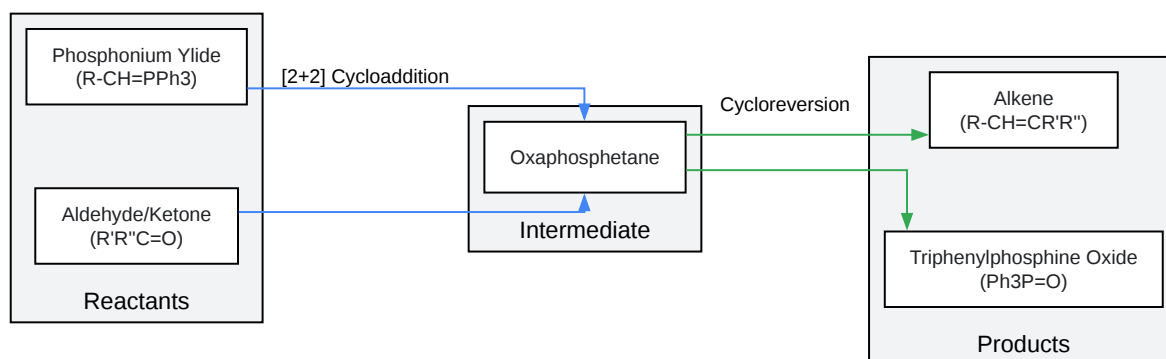 Phosphonium Ylide
(R-CH=PPh3)
[2+2] Cycloaddition
Aldehyde/Ketone
(R'R"C=O)
Reactants
Oxaphosphetane
Intermediate
Cycloreversion
Alkene
(R-CH=CR'R")
Triphenylphosphine Oxide
(Ph3P=O)
Products